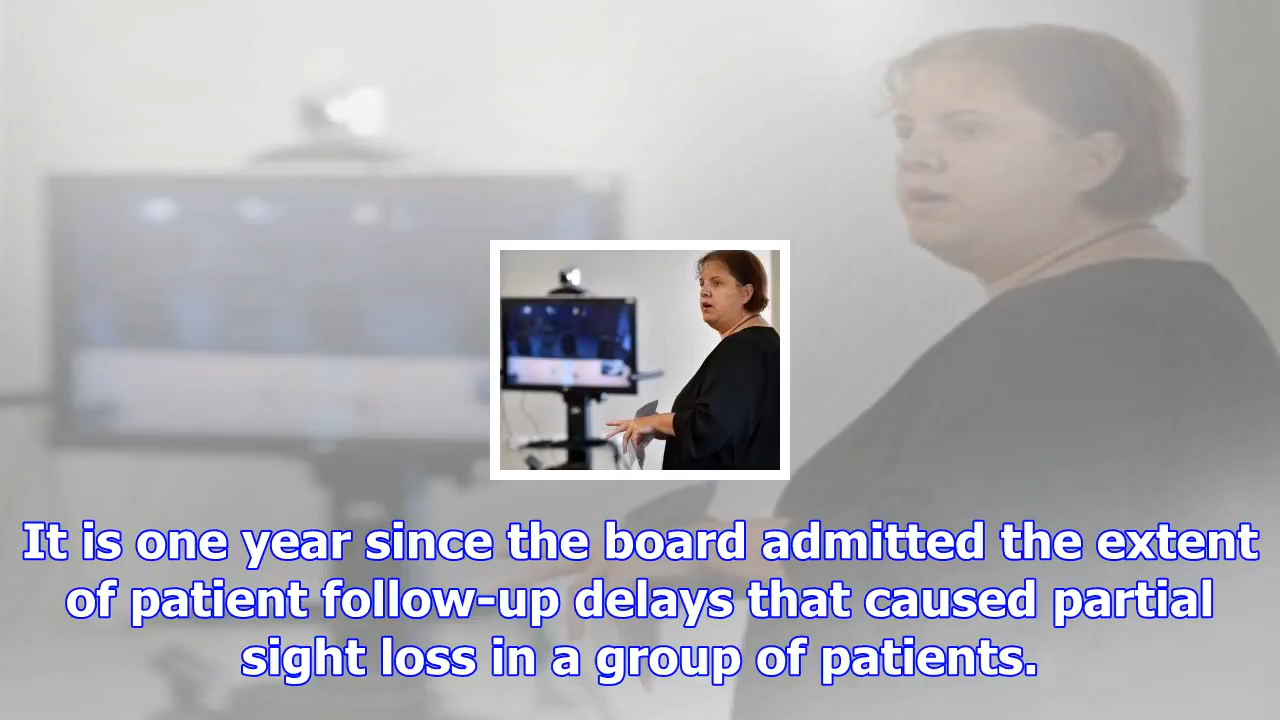 It is one year since the board admitted the extent
of patient follow-up delays that caused partial
sight loss in a group of patients.